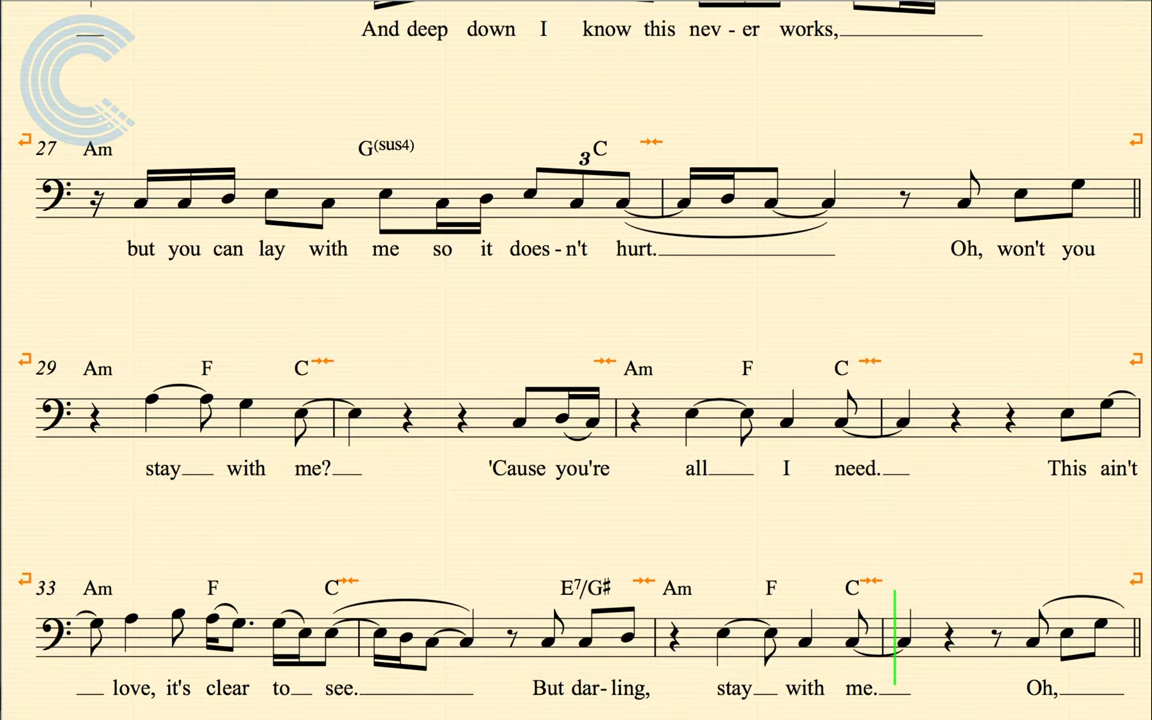 And deep down I know this nev - er works,
27 Am G(sus4) 3 C
but you can lay with me so it does - n't hurt. Oh, won't you
29 Am F C Am F C
stay with me? 'Cause you're all I need. This ain't
33 Am F C E7/G♯ Am F C
love, it's clear to see. But dar - ling, stay with me. Oh,